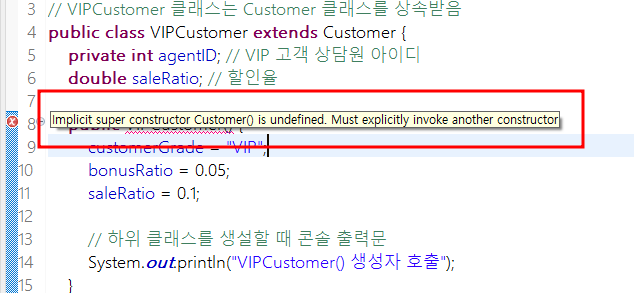 3 // VIPCustomer 클래스는 Customer 클래스를 상속받음
4 public class VIPCustomer extends Customer {
5 private int agentID; // VIP 고객 상담원 아이디
6 double saleRatio; // 할인율
7
Implicit super constructor Customer() is undefined. Must explicitly invoke another constructor
8 public VIPCustomer() {
9 customerGrade = "VIP";
10 bonusRatio = 0.05;
11 saleRatio = 0.1;
12
13 // 하위 클래스를 생설할 때 콘솔 출력문
14 System.out.println("VIPCustomer() 생성자 호출");
15 }